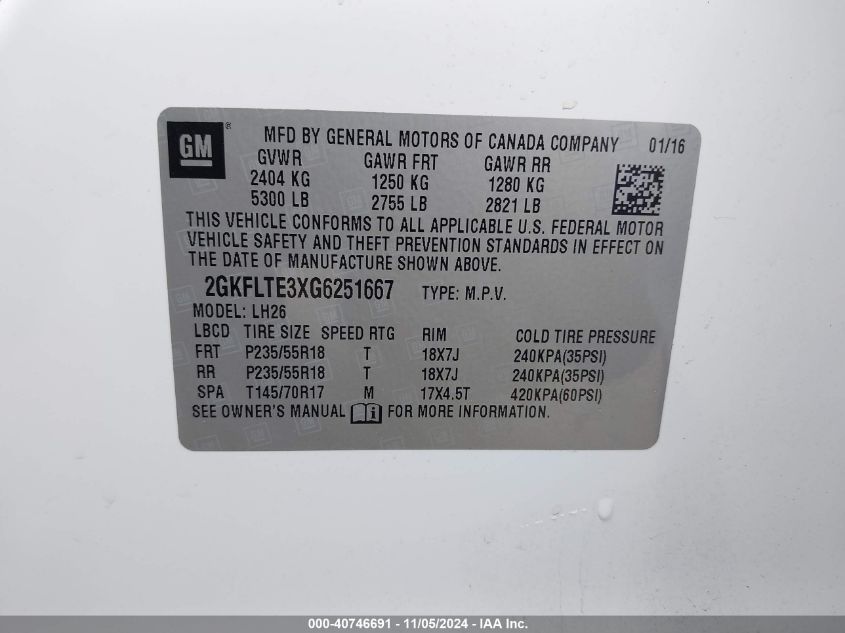 GM ® MFD BY GENERAL MOTORS OF CANADA COMPANY 01/16
GVWR GAWR FRT GAWR RR
2404 KG 1250 KG 1280 KG
5300 LB 2755 LB 2821 LB
THIS VEHICLE CONFORMS TO ALL APPLICABLE U.S. FEDERAL MOTOR
VEHICLE SAFETY AND THEFT PREVENTION STANDARDS IN EFFECT ON
THE DATE OF MANUFACTURE SHOWN ABOVE.
2GKFLTE3XG6251667 TYPE: M.P.V.
MODEL: LH26
LBCD TIRE SIZE SPEED RTG RIM COLD TIRE PRESSURE
FRT P235/55R18 T 18X7J 240KPA(35PSI)
RR P235/55R18 T 18X7J 240KPA(35PSI)
SPA T145/70R17 M 17X4.5T 420KPA(60PSI)
SEE OWNER'S MANUAL FOR MORE INFORMATION.
000-40746691 - 11/05/2024 - IAA Inc.